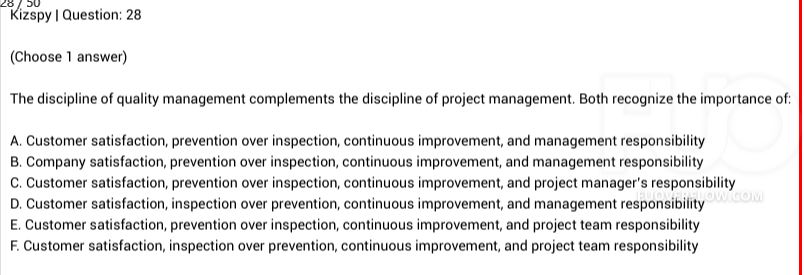 28 / 50
Kizspy | Question: 28
(Choose 1 answer)
The discipline of quality management complements the discipline of project management. Both recognize the importance of:
A. Customer satisfaction, prevention over inspection, continuous improvement, and management responsibility
B. Company satisfaction, prevention over inspection, continuous improvement, and management responsibility
C. Customer satisfaction, prevention over inspection, continuous improvement, and project manager's responsibility
D. Customer satisfaction, inspection over prevention, continuous improvement, and management responsibility
E. Customer satisfaction, prevention over inspection, continuous improvement, and project team responsibility
F. Customer satisfaction, inspection over prevention, continuous improvement, and project team responsibility